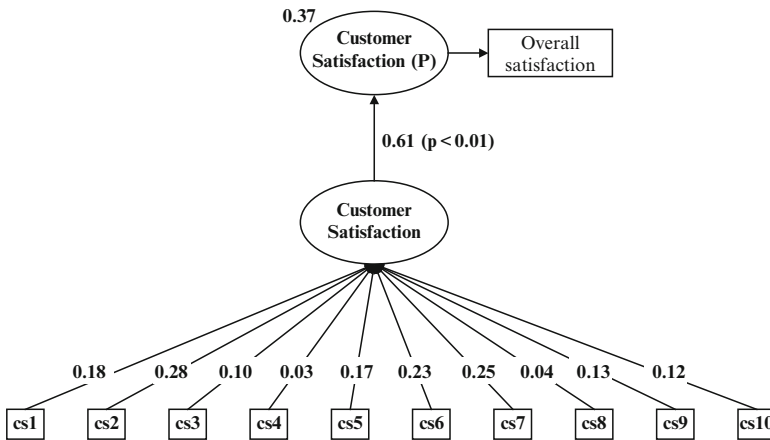 0.37
Customer
Satisfaction (P)
Overall
satisfaction
0.61 (p < 0.01)
Customer
Satisfaction
0.18 0.28 0.10 0.03 0.17 0.23 0.25 0.04 0.13 0.12
cs1 cs2 cs3 cs4 cs5 cs6 cs7 cs8 cs9 cs10